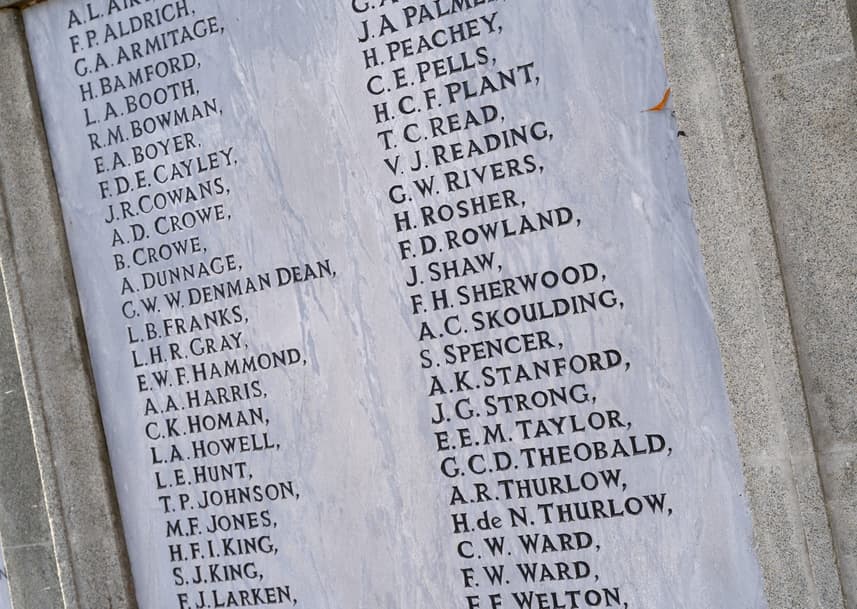 A.L.
F.P. ALDRICH,
G.A. ARMITAGE,
H. BAMFORD,
L.A. BOOTH,
R.M. BOWMAN,
E.A. BOYER.
F.D.E. CAYLEY,
J.R. COWANS,
A.D. CROWE,
B. CROWE,
A. DUNNAGE,
C.W.W. DENMAN DEAN,
L.B. FRANKS,
L.H.R. GRAY,
E.W.F. HAMMOND,
A.A. HARRIS,
C.K. HOMAN,
L.A. HOWELL,
L.E. HUNT,
T.P. JOHNSON,
M.F. JONES,
H.F.I. KING,
S.J. KING,
F.J. LARKEN,
J.A PALMER
H. PEACHEY,
C.E. PELLS,
H.C.F. PLANT,
T.C. READ,
V.J. READING,
G.W. RIVERS,
H. ROSHER,
F.D. ROWLAND,
J. SHAW,
F.H. SHERWOOD,
A.C. SKOULDING,
S. SPENCER,
A.K. STANFORD,
J.G. STRONG,
E.E.M. TAYLOR,
G.C.D. THEOBALD,
A.R. THURLOW,
H.de N. THURLOW,
C.W. WARD,
F.W. WARD,
WELTON,